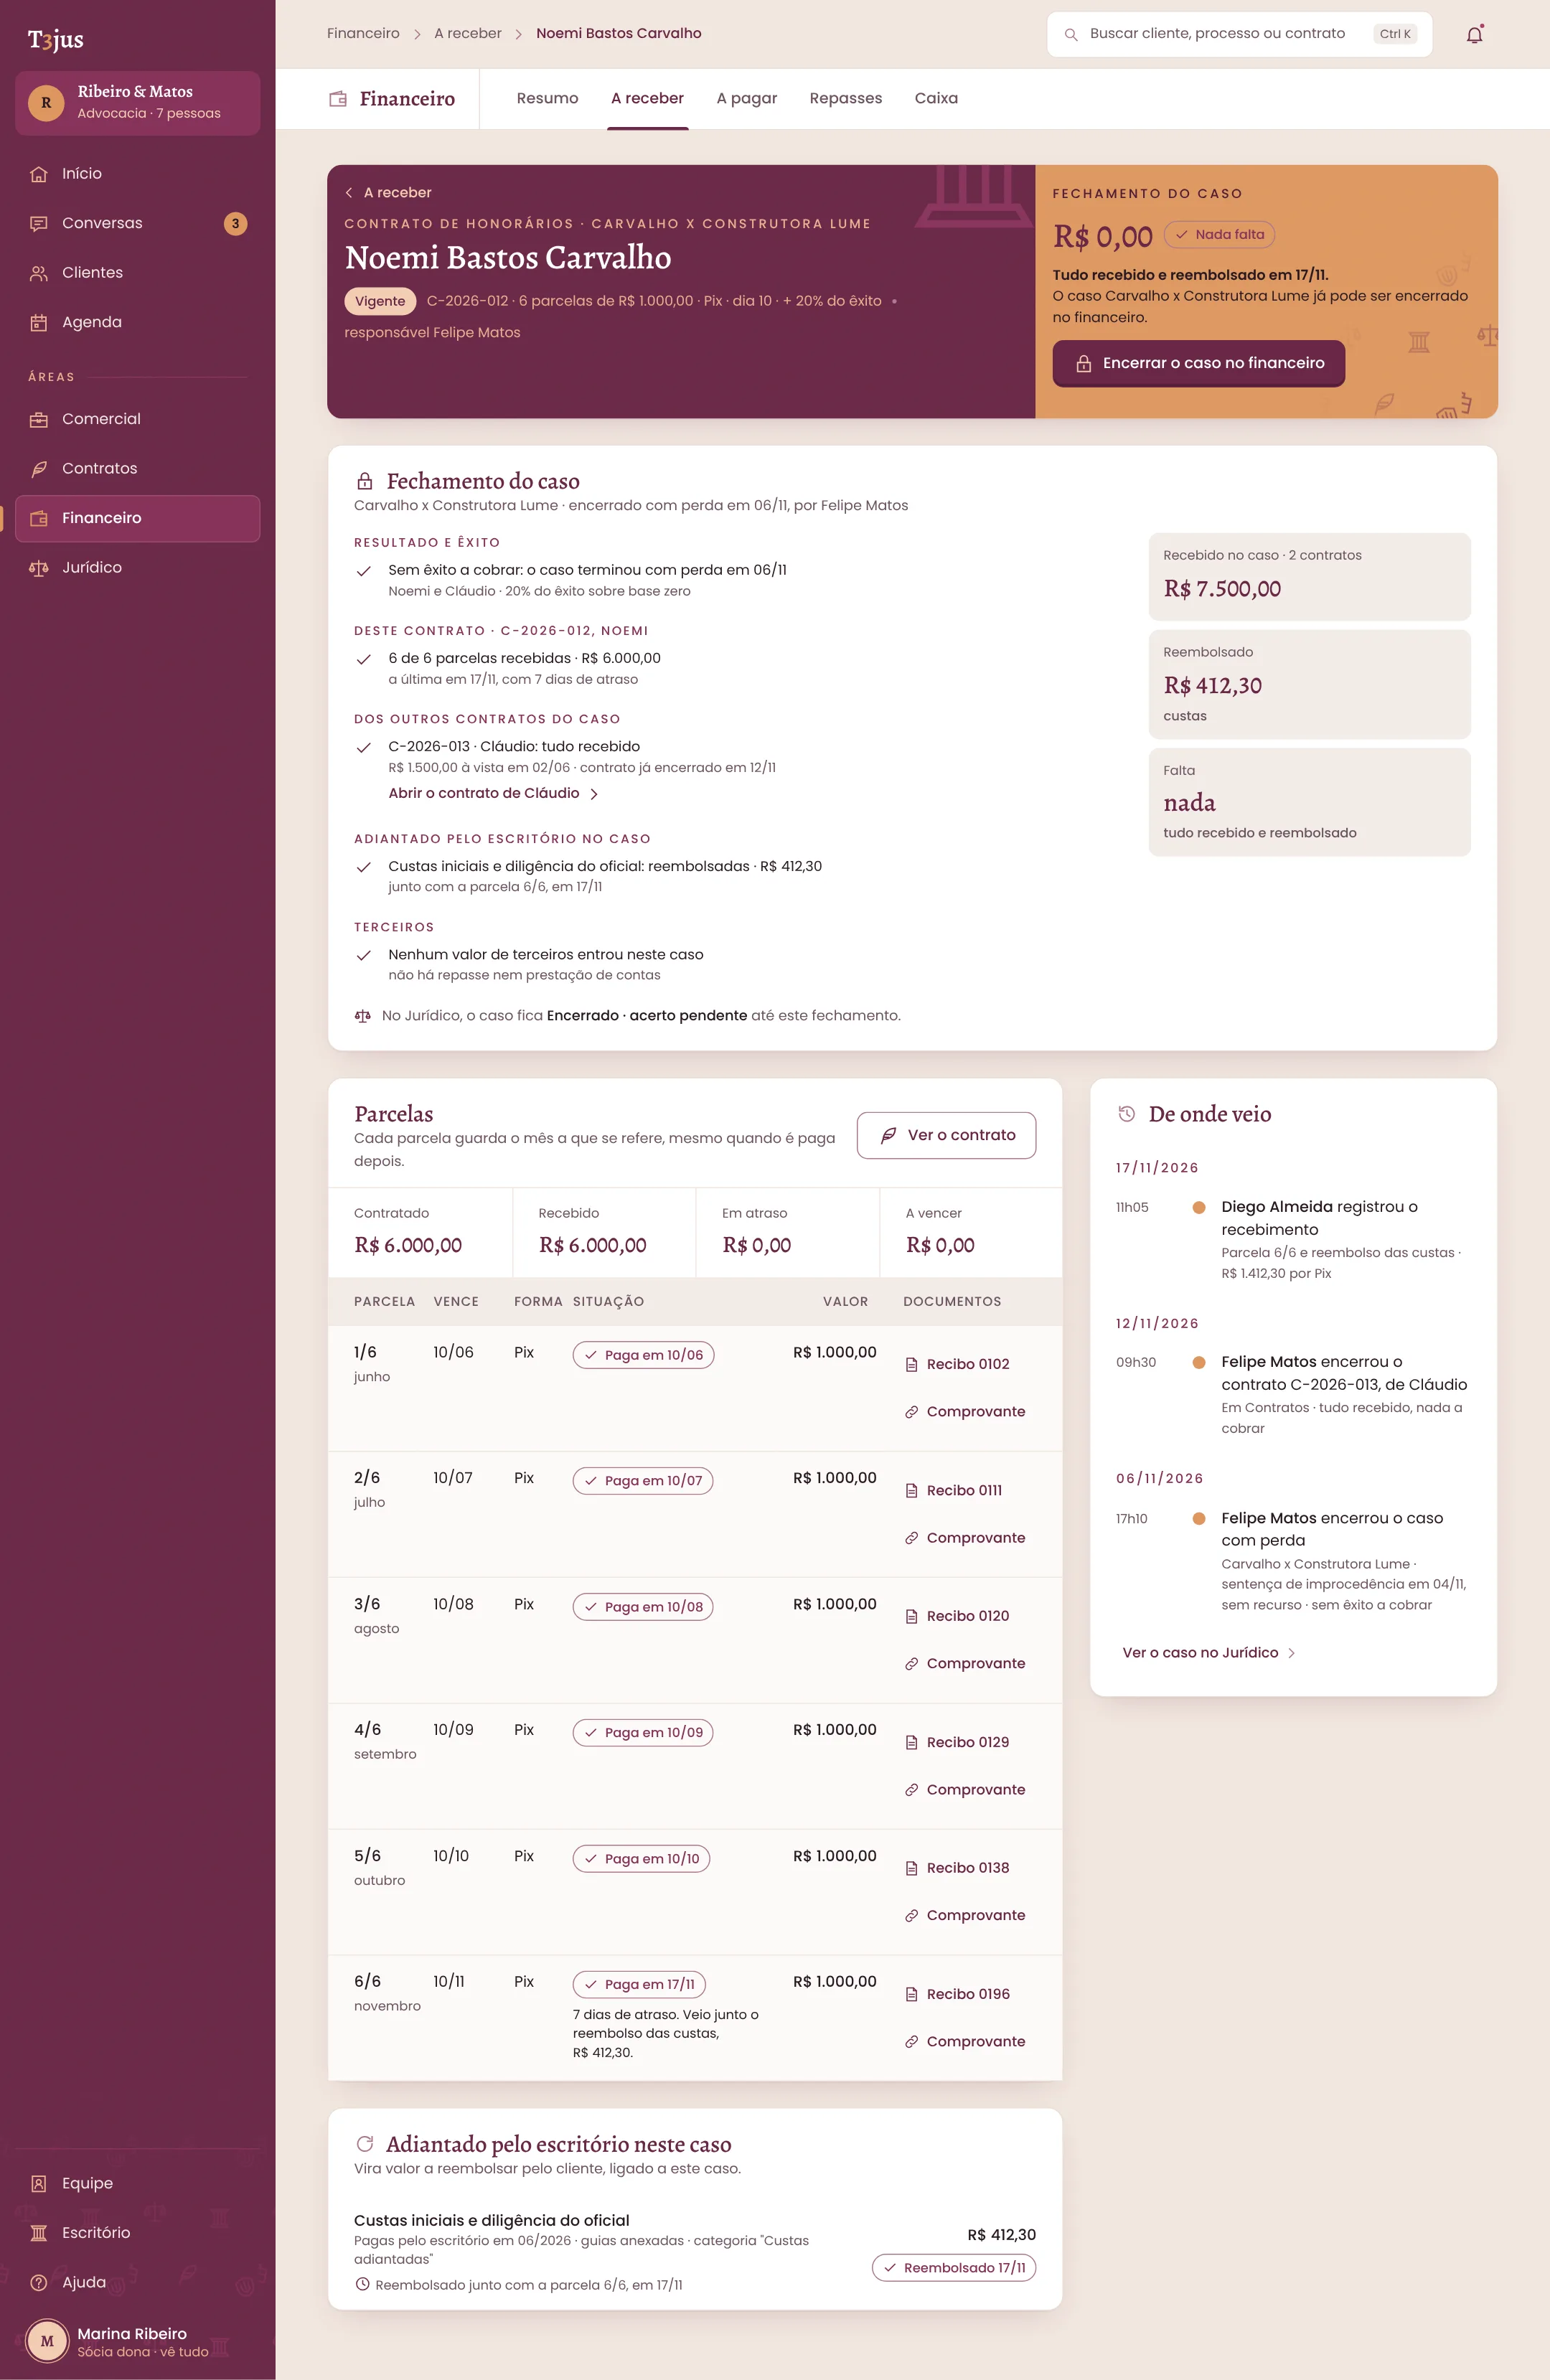 T3jus
R
Ribeiro & Matos
Advocacia · 7 pessoas
Início
Conversas
3
Clientes
Agenda
ÁREAS
Comercial
Contratos
Financeiro
Jurídico
Equipe
Escritório
Ajuda
M
Marina Ribeiro
Sócia dona · vê tudo
Financeiro
A receber
Noemi Bastos Carvalho
Buscar cliente, processo ou contrato
Ctrl K
Financeiro
Resumo
A receber
A pagar
Repasses
Caixa
A receber
CONTRATO DE HONORÁRIOS · CARVALHO X CONSTRUTORA LUME
Noemi Bastos Carvalho
Vigente
C-2026-012 · 6 parcelas de R$ 1.000,00 · Pix · dia 10 · + 20% do êxito •
responsável Felipe Matos
FECHAMENTO DO CASO
R$ 0,00
Nada falta
Tudo recebido e reembolsado em 17/11.
O caso Carvalho x Construtora Lume já pode ser encerrado
no financeiro.
Encerrar o caso no financeiro
Fechamento do caso
Carvalho x Construtora Lume · encerrado com perda em 06/11, por Felipe Matos
RESULTADO E ÊXITO
Sem êxito a cobrar: o caso terminou com perda em 06/11
Noemi e Cláudio · 20% do êxito sobre base zero
DESTE CONTRATO · C-2026-012, NOEMI
6 de 6 parcelas recebidas · R$ 6.000,00
a última em 17/11, com 7 dias de atraso
DOS OUTROS CONTRATOS DO CASO
C-2026-013 · Cláudio: tudo recebido
R$ 1.500,00 à vista em 02/06 · contrato já encerrado em 12/11
Abrir o contrato de Cláudio
ADIANTADO PELO ESCRITÓRIO NO CASO
Custas iniciais e diligência do oficial: reembolsadas · R$ 412,30
junto com a parcela 6/6, em 17/11
TERCEIROS
Nenhum valor de terceiros entrou neste caso
não há repasse nem prestação de contas
No Jurídico, o caso fica Encerrado · acerto pendente até este fechamento.
Recebido no caso · 2 contratos
R$ 7.500,00
Reembolsado
R$ 412,30
custas
Falta
nada
tudo recebido e reembolsado
Parcelas
Cada parcela guarda o mês a que se refere, mesmo quando é paga
depois.
Ver o contrato
Contratado
R$ 6.000,00
Recebido
R$ 6.000,00
Em atraso
R$ 0,00
A vencer
R$ 0,00
PARCELA VENCE FORMA SITUAÇÃO VALOR DOCUMENTOS
1/6 10/06 Pix Paga em 10/06 R$ 1.000,00 Recibo 0102
junho
Comprovante
2/6 10/07 Pix Paga em 10/07 R$ 1.000,00 Recibo 0111
julho
Comprovante
3/6 10/08 Pix Paga em 10/08 R$ 1.000,00 Recibo 0120
agosto
Comprovante
4/6 10/09 Pix Paga em 10/09 R$ 1.000,00 Recibo 0129
setembro
Comprovante
5/6 10/10 Pix Paga em 10/10 R$ 1.000,00 Recibo 0138
outubro
Comprovante
6/6 10/11 Pix Paga em 17/11 R$ 1.000,00 Recibo 0196
novembro
7 dias de atraso. Veio junto o
reembolso das custas,
R$ 412,30.
Comprovante
De onde veio
17/11/2026
11h05
Diego Almeida registrou o
recebimento
Parcela 6/6 e reembolso das custas ·
R$ 1.412,30 por Pix
12/11/2026
09h30
Felipe Matos encerrou o
contrato C-2026-013, de Cláudio
Em Contratos · tudo recebido, nada a
cobrar
06/11/2026
17h10
Felipe Matos encerrou o caso
com perda
Carvalho x Construtora Lume ·
sentença de improcedência em 04/11,
sem recurso · sem êxito a cobrar
Ver o caso no Jurídico
Adiantado pelo escritório neste caso
Vira valor a reembolsar pelo cliente, ligado a este caso.
Custas iniciais e diligência do oficial
Pagas pelo escritório em 06/2026 · guias anexadas · categoria "Custas
adiantadas"
Reembolsado junto com a parcela 6/6, em 17/11
R$ 412,30
Reembolsado 17/11